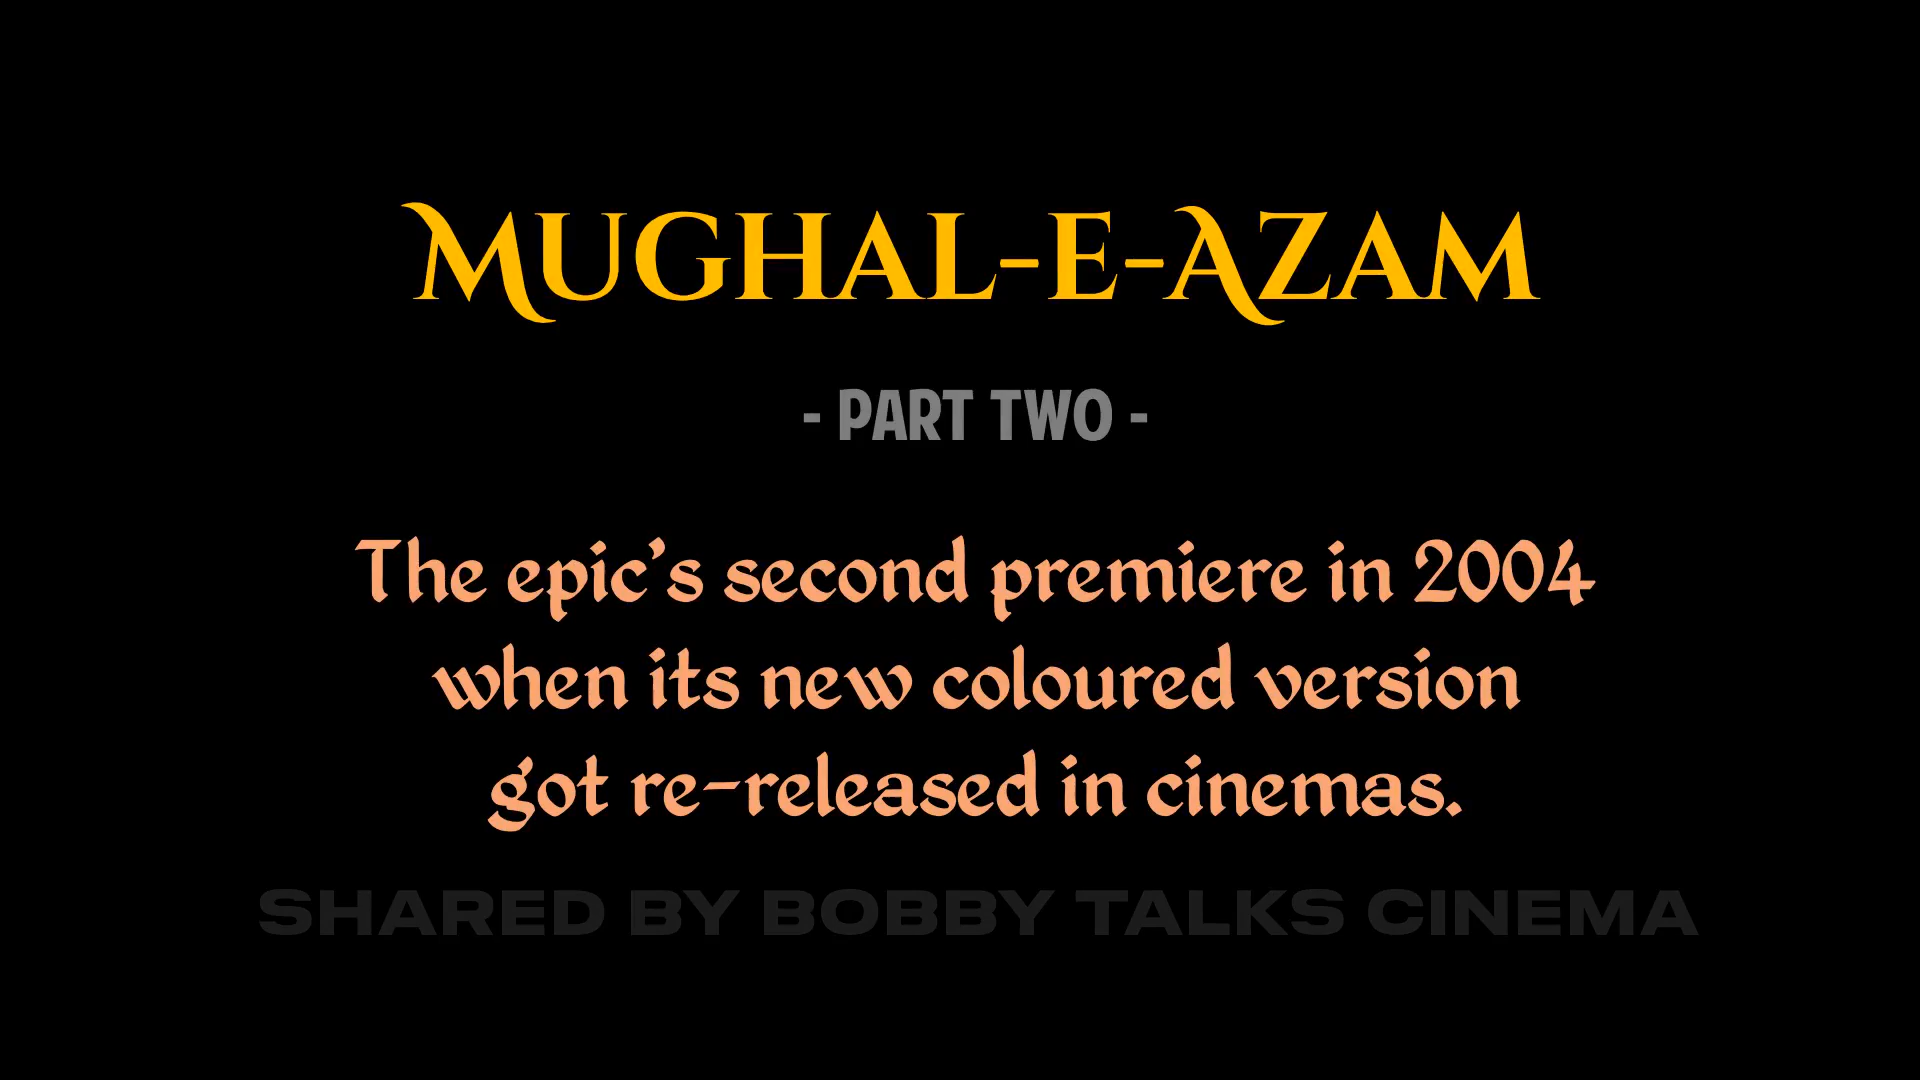 MUGHAL-E-AZAM
- PART TWO -
The epic's second premiere in 2004
when its new coloured version
got re-released in cinemas.
SHARED BY BOBBY TALKS CINEMA